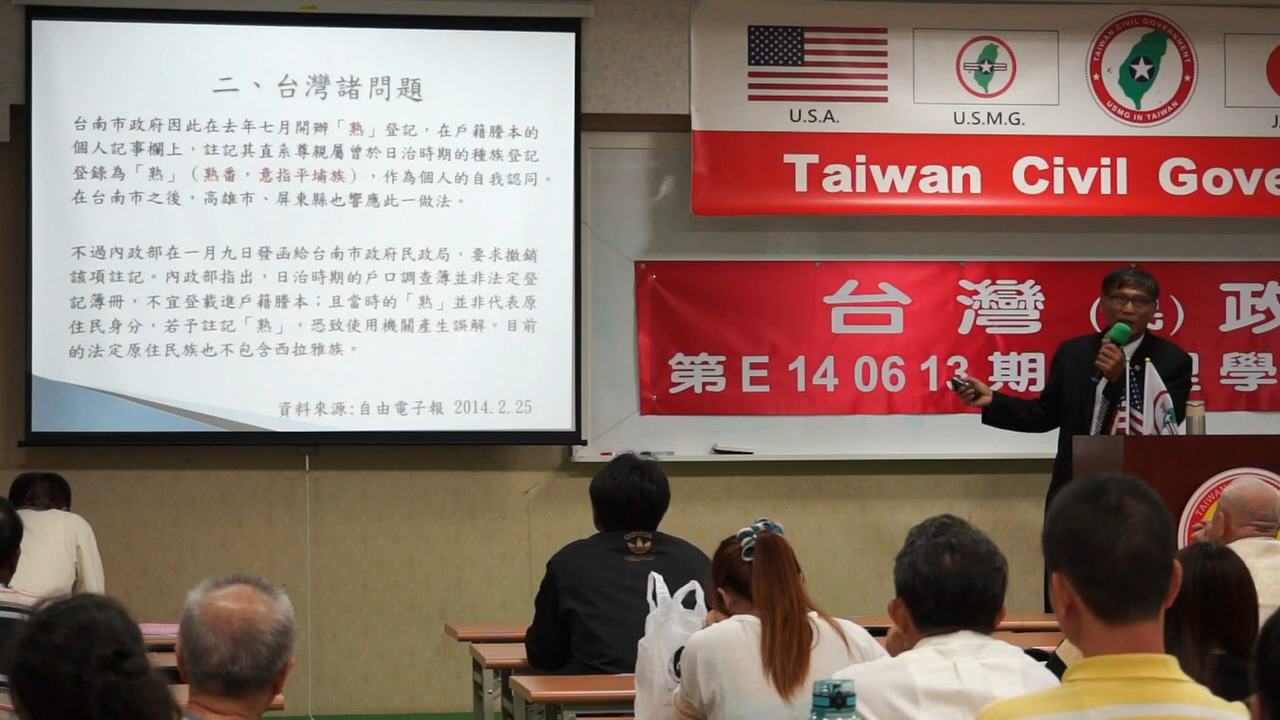 二、台灣諸問題
台南市政府因此在去年七月開辦「熟」登記，在戶籍謄本的
個人記事欄上，註記其直系尊親屬曾於日治時期的種族登記
登錄為「熟」（熟番，意指平埔族），作為個人的自我認同。
在台南市之後，高雄市、屏東縣也響應此一做法。
不過內政部在一月九日發函給台南市政府民政局，要求撤銷
該項註記。內政部指出，日治時期的戶口調查簿並非法定登
記簿冊，不宜登載進戶籍謄本；且當時的「熟」並非代表原
住民身分，若予註記「熟」，恐致使用機關產生誤解。目前
的法定原住民族也不包含西拉雅族。
資料來源:自由電子報 2014.2.25
U.S.A.
U.S.M.G.
TAIWAN CIVIL GOVERNMENT
USMG IN TAIWAN
J
Taiwan Civil Gove
台灣（民）政
第E 14 06 13期 理學
adidas
TAIWAN